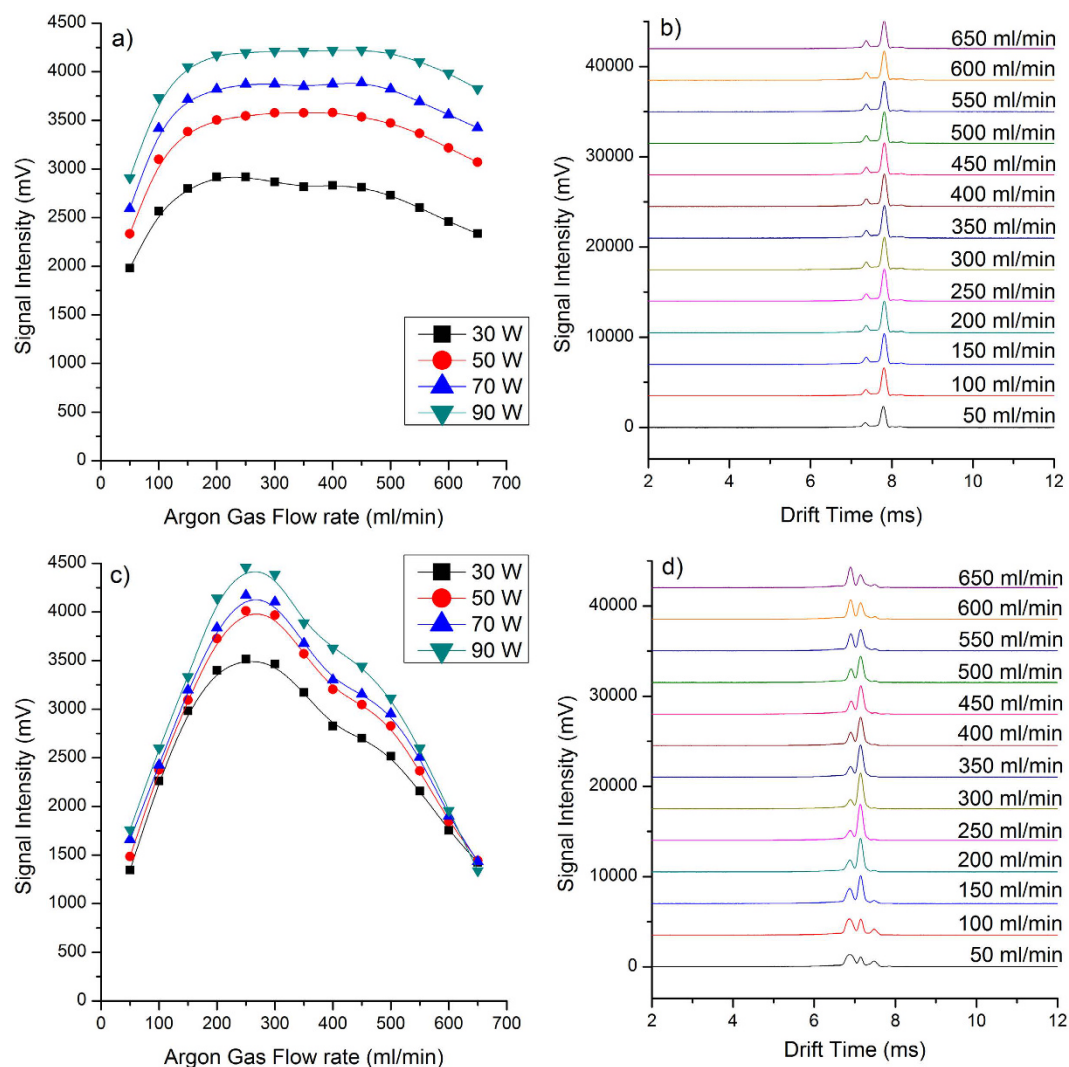 a)
Signal Intensity (mV)
4500
4000
3500
3000
2500
2000
1500
1000
500
0
0 100 200 300 400 500 600 700
Argon Gas Flow rate (ml/min)
30 W
50 W
70 W
90 W
b)
Signal Intensity (mV)
40000
30000
20000
10000
0
650 ml/min
600 ml/min
550 ml/min
500 ml/min
450 ml/min
400 ml/min
350 ml/min
300 ml/min
250 ml/min
200 ml/min
150 ml/min
100 ml/min
50 ml/min
2 4 6 8 10 12
Drift Time (ms)
c)
Signal Intensity (mV)
4500
4000
3500
3000
2500
2000
1500
1000
500
0
0 100 200 300 400 500 600 700
Argon Gas Flow rate (ml/min)
30 W
50 W
70 W
90 W
d)
Signal Intensity (mV)
40000
30000
20000
10000
0
650 ml/min
600 ml/min
550 ml/min
500 ml/min
450 ml/min
400 ml/min
350 ml/min
300 ml/min
250 ml/min
200 ml/min
150 ml/min
100 ml/min
50 ml/min
2 4 6 8 10 12
Drift Time (ms)